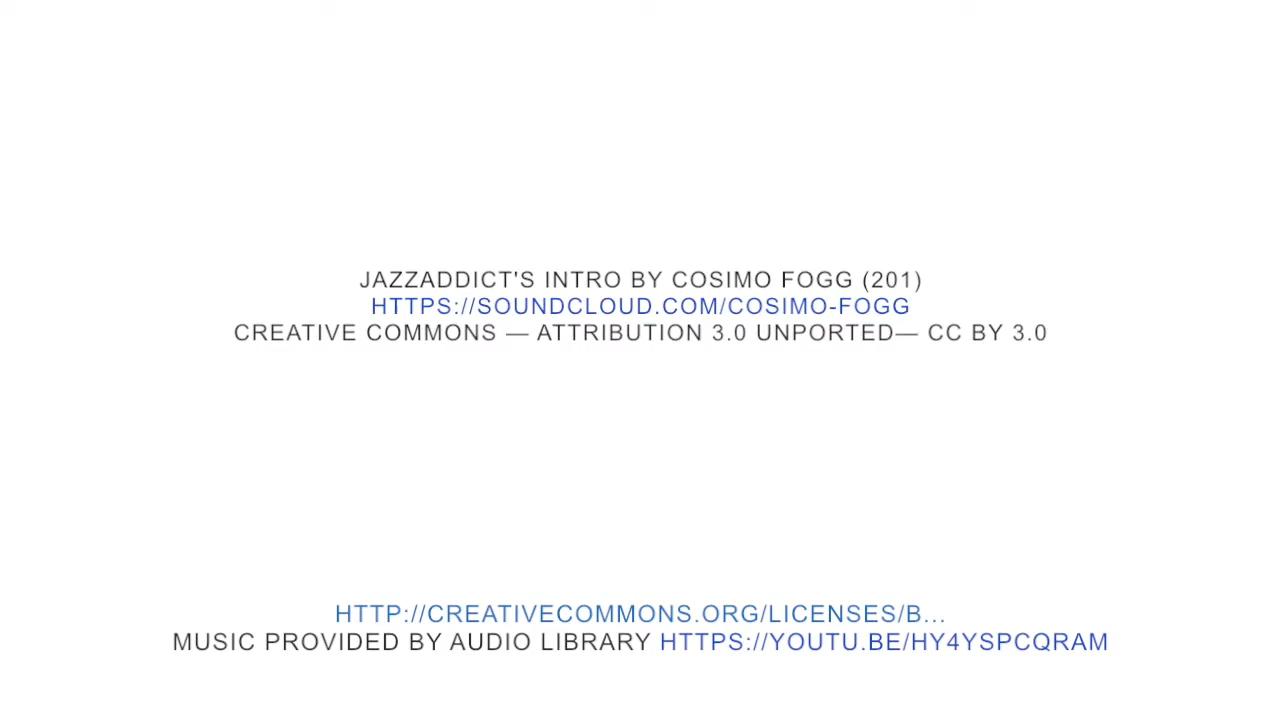 JAZZADDICT'S INTRO BY COSIMO FOGG (201)
HTTPS://SOUNDCLOUD.COM/COSIMO-FOGG
CREATIVE COMMONS — ATTRIBUTION 3.0 UNPORTED— CC BY 3.0
HTTP://CREATIVECOMMONS.ORG/LICENSES/B...
MUSIC PROVIDED BY AUDIO LIBRARY HTTPS://YOUTU.BE/HY4YSPCQRAM